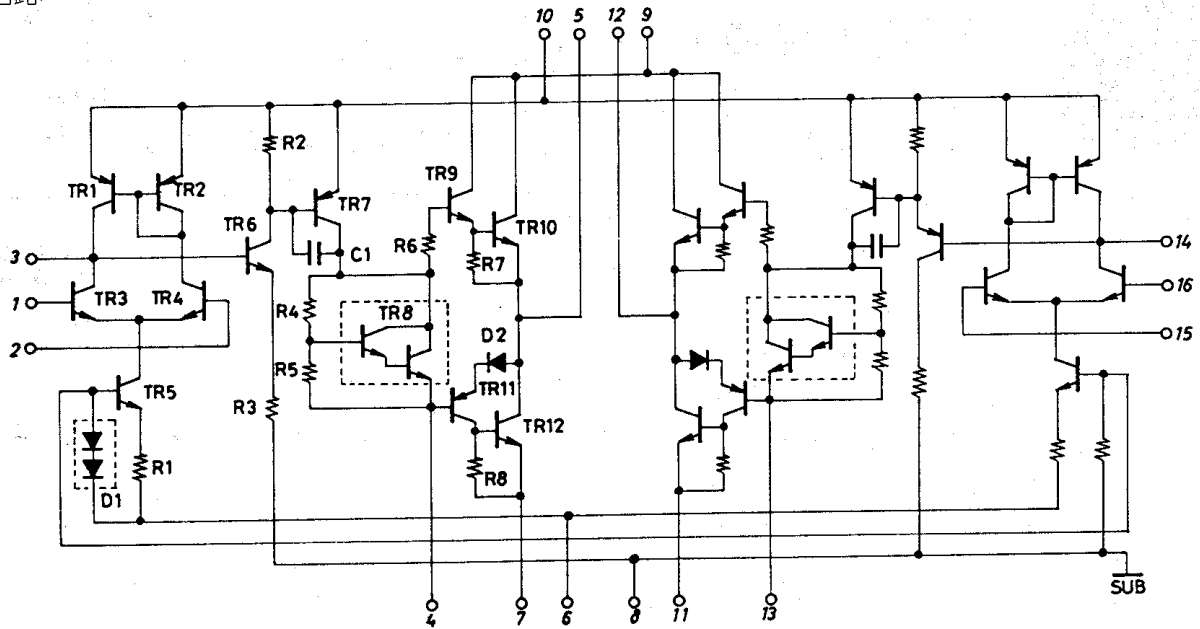 10 5 12 9
R2
TR1 TR2 TR7 TR9
TR6 TR10
R6
3 C1 R7 14
1 TR3 TR4 16
R4 TR8
2 D2 15
R5
TR5 TR11
R3 TR12
R1 R8
D1
SUB
4 7 6 8 11 13